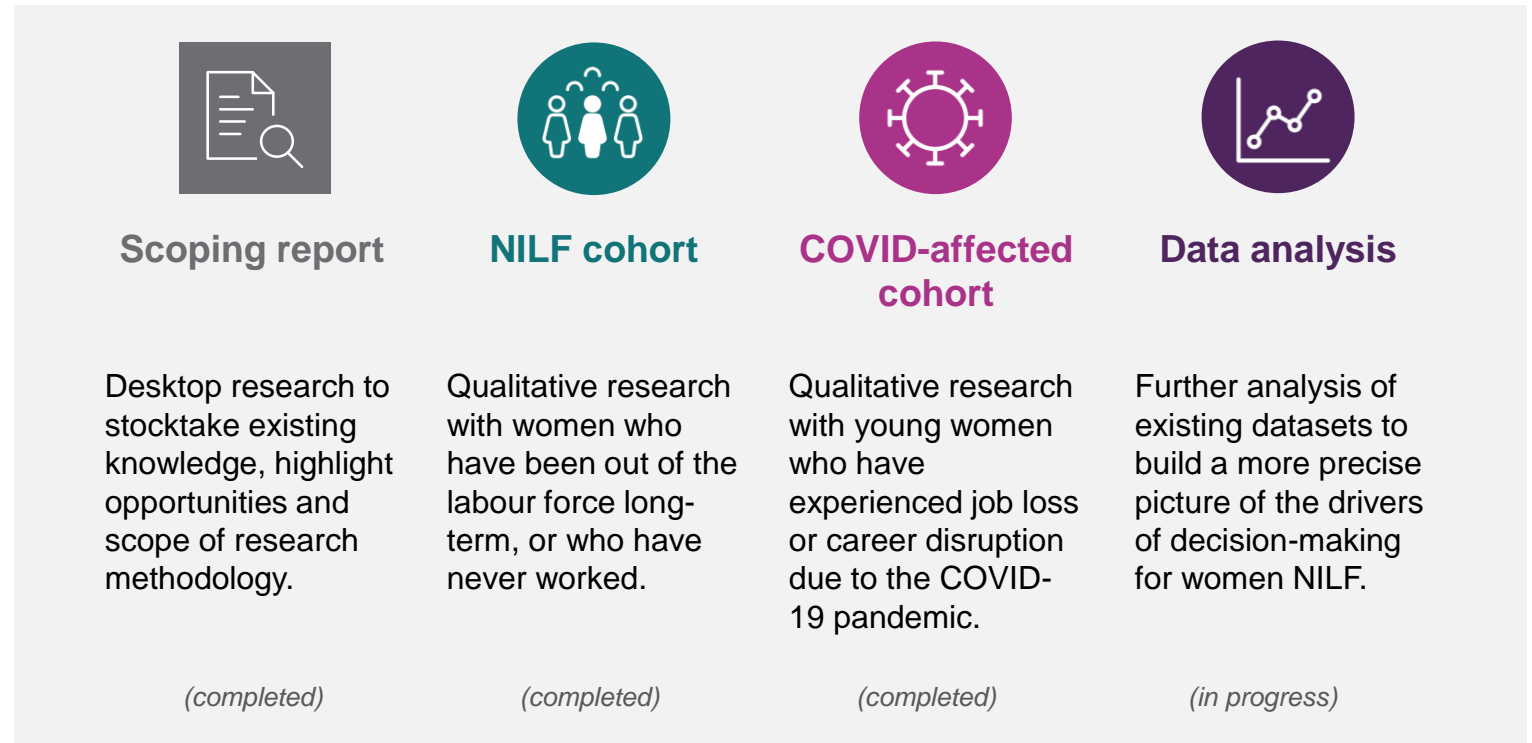 Scoping report
Desktop research to
stocktake existing
knowledge, highlight
opportunities and
scope of research
methodology.
(completed)
NILF cohort
Qualitative research
with women who
have been out of the
labour force long-
term, or who have
never worked.
(completed)
COVID-affected
cohort
Qualitative research
with young women
who have
experienced job loss
or career disruption
due to the COVID-
19 pandemic.
(completed)
Data analysis
Further analysis of
existing datasets to
build a more precise
picture of the drivers
of decision-making
for women NILF.
(in progress)